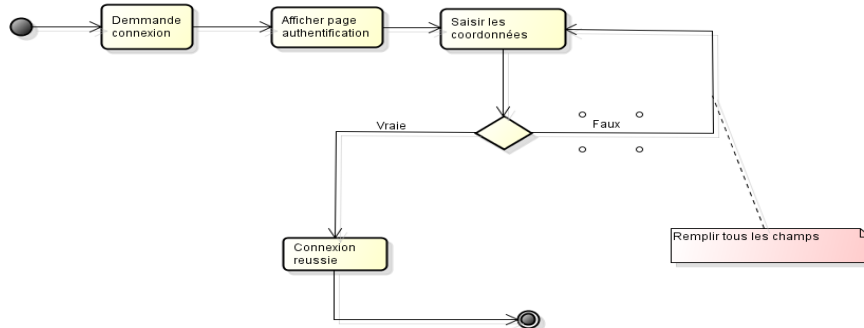 Demmande
connexion
Afficher page
authentification
Saisir les
coordonnées
Vraie
Faux
Remplir tous les champs
Connexion
reussie